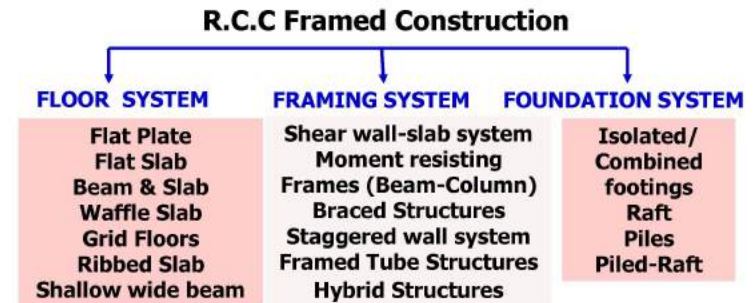 R.C.C Framed Construction
FLOOR SYSTEM
Flat Plate
Flat Slab
Beam & Slab
Waffle Slab
Grid Floors
Ribbed Slab
Shallow wide beam
FRAMING SYSTEM
Shear wall-slab system
Moment resisting
Frames (Beam-Column)
Braced Structures
Staggered wall system
Framed Tube Structures
Hybrid Structures
FOUNDATION SYSTEM
Isolated/
Combined
footings
Raft
Piles
Piled-Raft